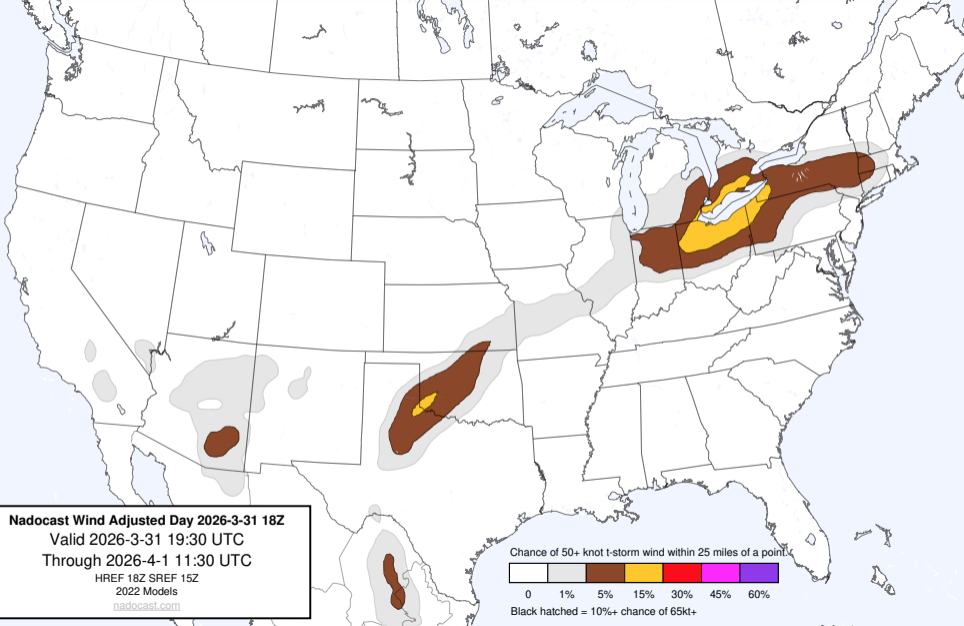 Nadocast Wind Adjusted Day 2026-3-31 18Z
Valid 2026-3-31 19:30 UTC
Through 2026-4-1 11:30 UTC
HREF 18Z SREF 15Z
2022 Models
nadocast.com
Chance of 50+ knot t-storm wind within 25 miles of a point.
0 1% 5% 15% 30% 45% 60%
Black hatched = 10%+ chance of 65kt+